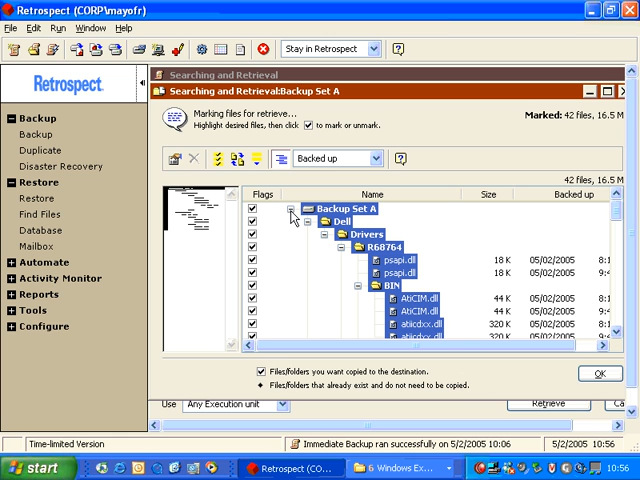 Retrospect (CORP\mayofr)
File Edit Run Window Help
Stay in Retrospect
Retrospect.
Backup
Backup
Duplicate
Disaster Recovery
Restore
Restore
Find Files
Database
Mailbox
Automate
Activity Monitor
Reports
Tools
Configure
Searching and Retrieval
Searching and Retrieval:Backup Set A
Marking files for retrieve...
Highlight desired files, then click to mark or unmark.
Marked: 42 files, 16.5 M
Backed up
42 files, 16.5 M
Flags Name Size Backed up
Backup Set A
Dell
Drivers
R68764
psapi.dll 18 K 05/02/2005 8:1
psapi.dll 18 K 05/02/2005 9:4
BIN
AtiCIM.dll 44 K 05/02/2005 8:1
AtiCIM.dll 44 K 05/02/2005 9:4
atiicdxx.dll 320 K 05/02/2005 8:1
atiicdxx.dll 320 K 05/02/2005 9:4
Files/folders you want copied to the destination.
Files/folders that already exist and do not need to be copied.
OK
Use Any Execution unit Retrieve Ca
Time-limited Version Immediate Backup ran successfully on 5/2/2005 10:06 5/2/2005 10:56
start Retrospect (CO... 6 Windows Ex... 10:56